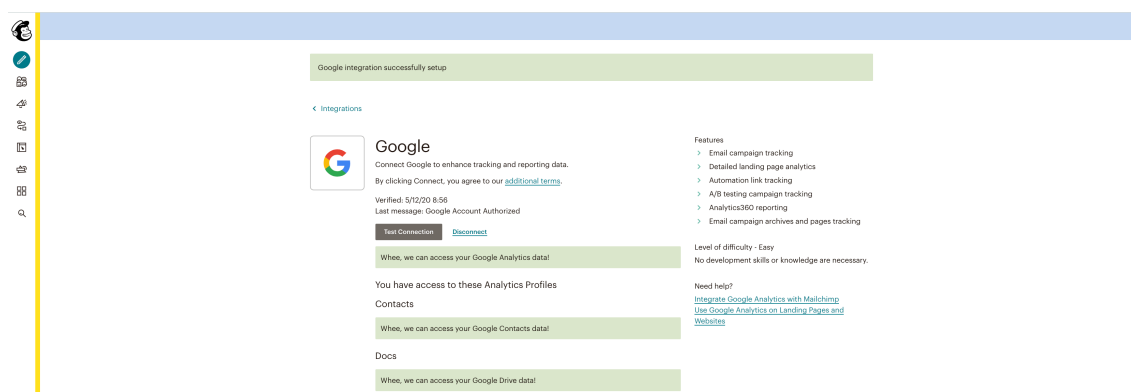 Google integration successfully setup
Integrations
Google
Connect Google to enhance tracking and reporting data.
By clicking Connect, you agree to our additional terms.
Verified: 5/12/20 8:56
Last message: Google Account Authorized
Test Connection Disconnect
Whee, we can access your Google Analytics data!
You have access to these Analytics Profiles
Contacts
Whee, we can access your Google Contacts data!
Docs
Whee, we can access your Google Drive data!
Features
Email campaign tracking
Detailed landing page analytics
Automation link tracking
A/B testing campaign tracking
Analytics360 reporting
Email campaign archives and pages tracking
Level of difficulty - Easy
No development skills or knowledge are necessary.
Need help?
Integrate Google Analytics with Mailchimp
Use Google Analytics on Landing Pages and
Websites